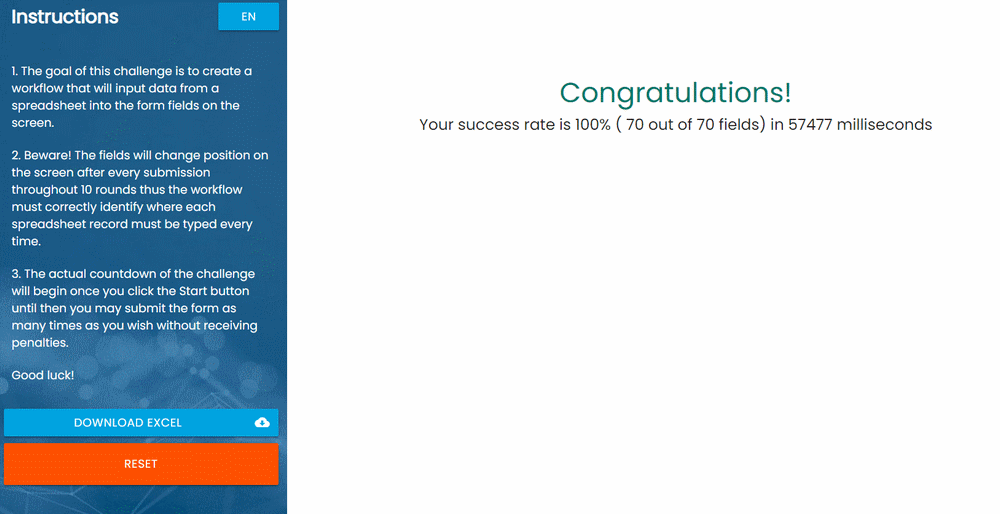 Instructions
EN
1. The goal of this challenge is to create a
workflow that will input data from a
spreadsheet into the form fields on the
screen.
2. Beware! The fields will change position on
the screen after every submission
throughout 10 rounds thus the workflow
must correctly identify where each
spreadsheet record must be typed every
time.
3. The actual countdown of the challenge
will begin once you click the Start button
until then you may submit the form as
many times as you wish without receiving
penalties.
Good luck!
DOWNLOAD EXCEL
RESET
Congratulations!
Your success rate is 100% ( 70 out of 70 fields) in 57477 milliseconds